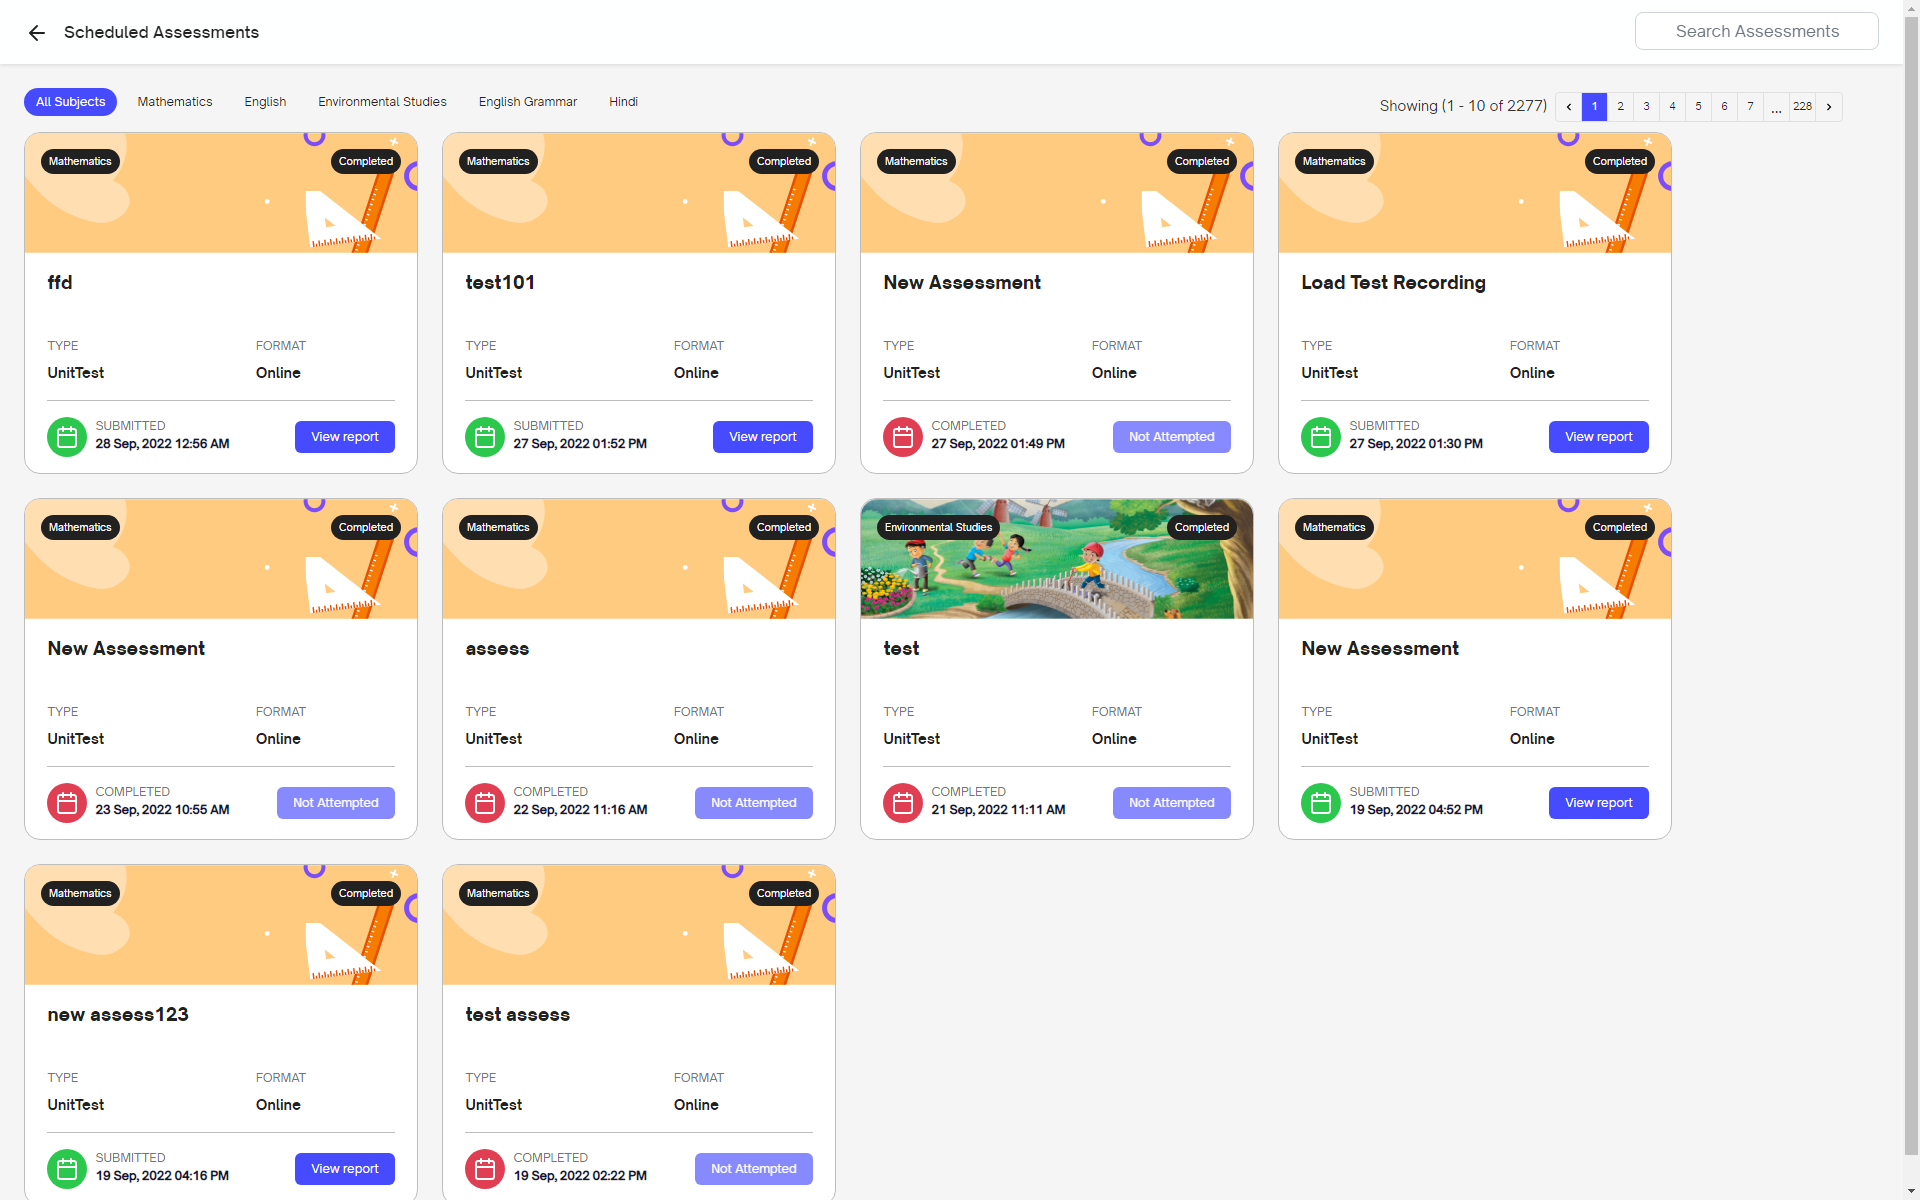 Scheduled Assessments
Search Assessments
All Subjects Mathematics English Environmental Studies English Grammar Hindi
Showing (1 - 10 of 2277) ‹ 1 2 3 4 5 6 7 ... 228 ›
Mathematics Completed
ffd
TYPE FORMAT
UnitTest Online
SUBMITTED
28 Sep, 2022 12:56 AM
View report
Mathematics Completed
test101
TYPE FORMAT
UnitTest Online
SUBMITTED
27 Sep, 2022 01:52 PM
View report
Mathematics Completed
New Assessment
TYPE FORMAT
UnitTest Online
COMPLETED
27 Sep, 2022 01:49 PM
Not Attempted
Mathematics Completed
Load Test Recording
TYPE FORMAT
UnitTest Online
SUBMITTED
27 Sep, 2022 01:30 PM
View report
Mathematics Completed
New Assessment
TYPE FORMAT
UnitTest Online
COMPLETED
23 Sep, 2022 10:55 AM
Not Attempted
Mathematics Completed
assess
TYPE FORMAT
UnitTest Online
COMPLETED
22 Sep, 2022 11:16 AM
Not Attempted
Environmental Studies Completed
test
TYPE FORMAT
UnitTest Online
COMPLETED
21 Sep, 2022 11:11 AM
Not Attempted
Mathematics Completed
New Assessment
TYPE FORMAT
UnitTest Online
SUBMITTED
19 Sep, 2022 04:52 PM
View report
Mathematics Completed
new assess123
TYPE FORMAT
UnitTest Online
SUBMITTED
19 Sep, 2022 04:16 PM
View report
Mathematics Completed
test assess
TYPE FORMAT
UnitTest Online
COMPLETED
19 Sep, 2022 02:22 PM
Not Attempted